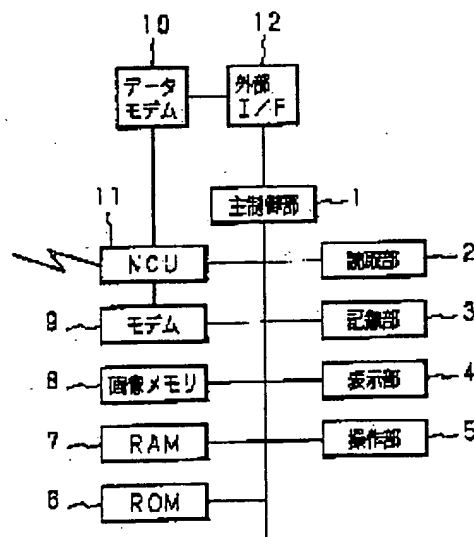 10 12
データ
モデム
外部
I/F
11
主制御部 1
NCU
読取部 2
9 モデム
記録部 3
8 画像メモリ
表示部 4
7 RAM
操作部 5
6 ROM